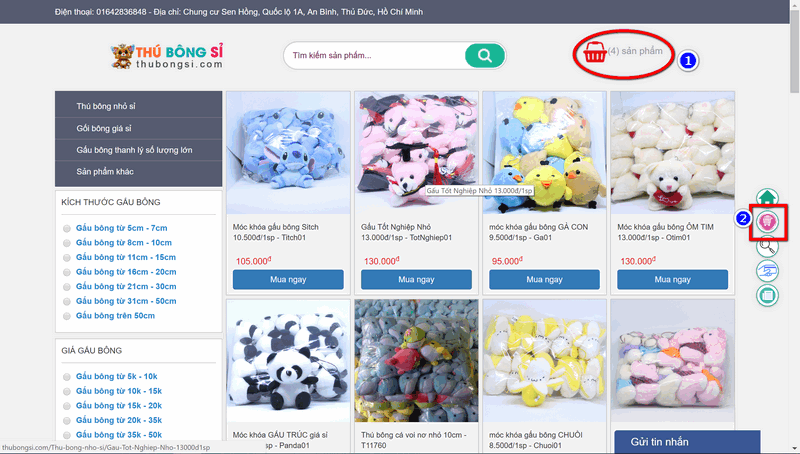 Điện thoại: 01642836848 - Địa chỉ: Chung cư Sen Hồng, Quốc lộ 1A, An Bình, Thủ Đức, Hồ Chí Minh
THÚ BÔNG SỈ
thubongsi.com
Tìm kiếm sản phẩm...
(4) sản phẩm
1
Thú bông nhỏ sỉ
Gối bông giá sỉ
Gấu bông thanh lý số lượng lớn
Sản phẩm khác
KÍCH THƯỚC GẤU BÔNG
Gấu bông từ 5cm - 7cm
Gấu bông từ 8cm - 10cm
Gấu bông từ 11cm - 15cm
Gấu bông từ 16cm - 20cm
Gấu bông từ 21cm - 30cm
Gấu bông từ 31cm - 50cm
Gấu bông trên 50cm
GIÁ GẤU BÔNG
Gấu bông từ 5k - 10k
Gấu bông từ 10k - 15k
Gấu bông từ 15k - 20k
Gấu bông từ 20k - 35k
Gấu bông từ 35k - 50k
Gấu Tốt Nghiệp Nhỏ 13.000đ/1sp
2
Móc khóa gấu bông Sitch
10.500đ/1sp - Titch01
105.000đ
Mua ngay
Gấu Tốt Nghiệp Nhỏ
13.000đ/1sp - TotNghiep01
130.000đ
Mua ngay
móc khóa gấu bông GÀ CON
9.500đ/1sp - Ga01
95.000đ
Mua ngay
Móc khóa gấu bông ÔM TIM
13.000đ/1sp - Otim01
130.000đ
Mua ngay
Móc khóa GẤU TRÚC giá sỉ
sp - Panda01
Thú bông cá voi nơ nhỏ 10cm -
T11760
Móc khóa gấu bông CHUỐI
8.500đ/1sp - Chuoi01
Gửi tin nhắn
thubongsi.com/Thu-bong-nho-si/Gau-Tot-Nghiep-Nho-13000d1sp